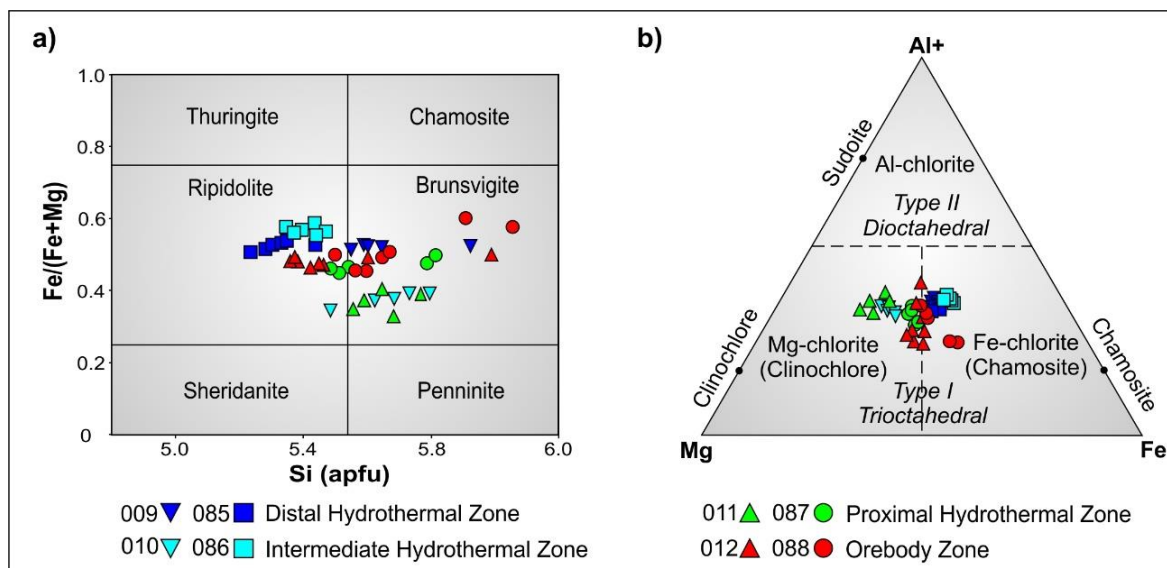 a)
Fe/(Fe+Mg)
1.0
0.8
0.6
0.4
0.2
0
Thuringite
Chamosite
Ripidolite
Brunsvigite
Sheridanite
Penninite
5.0
5.4
5.8
6.0
Si (apfu)
b)
Al+
Sudoite
Al-chlorite
Type II
Dioctahedral
Clinochlore
Mg-chlorite
(Clinochlore)
Fe-chlorite
(Chamosite)
Chamosite
Type I
Trioctahedral
Mg
Fe
009 085 Distal Hydrothermal Zone
010 086 Intermediate Hydrothermal Zone
011 087 Proximal Hydrothermal Zone
012 088 Orebody Zone